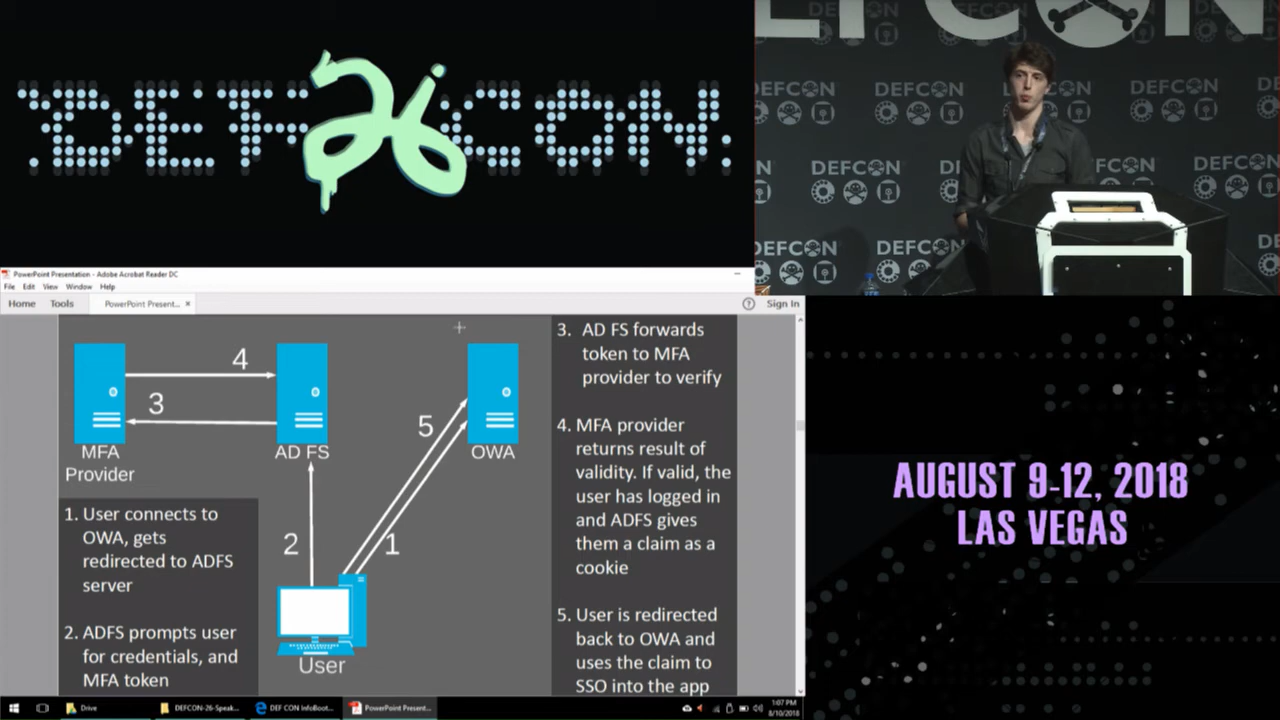 DEF 26 CON
DEFCON
DEFCON
DEFCON
DEFCON
DEFCON
DEFCON
DEFCON
DEFCON
DEFCON
DEFCON
PowerPoint Presentation - Adobe Acrobat Reader DC
File Edit View Window Help
Home Tools PowerPoint Present... × ? Sign In
4
3
MFA
Provider
AD FS
5
OWA
2
1
User
1. User connects to
OWA, gets
redirected to ADFS
server
2. ADFS prompts user
for credentials, and
MFA token
3. AD FS forwards
token to MFA
provider to verify
4. MFA provider
returns result of
validity. If valid, the
user has logged in
and ADFS gives
them a claim as a
cookie
5. User is redirected
back to OWA and
uses the claim to
SSO into the app
AUGUST 9-12, 2018
LAS VEGAS
Drive
DEFCON-26-Speak...
DEF CON InfoBoot...
PowerPoint Present...
1:07 PM
8/10/2018